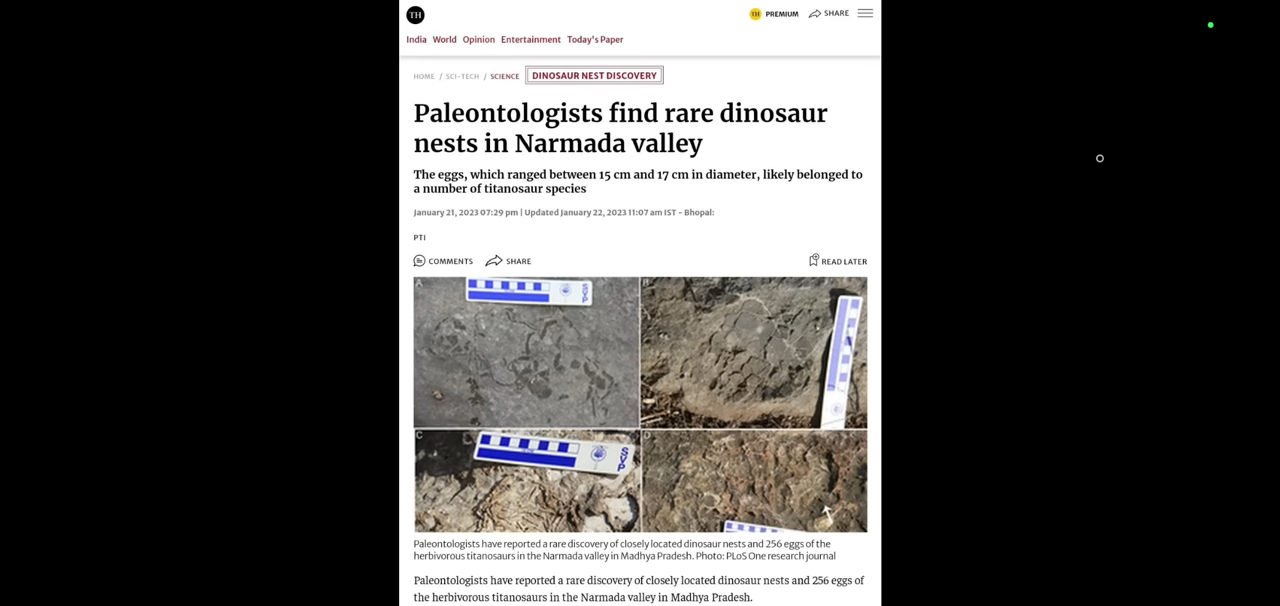 TH
TH PREMIUM SHARE
India World Opinion Entertainment Today's Paper
HOME / SCI-TECH / SCIENCE DINOSAUR NEST DISCOVERY
Paleontologists find rare dinosaur
nests in Narmada valley
The eggs, which ranged between 15 cm and 17 cm in diameter, likely belonged to
a number of titanosaur species
January 21, 2023 07:29 pm | Updated January 22, 2023 11:07 am IST - Bhopal:
PTI
COMMENTS SHARE READ LATER
A B
SVP
C D
SVP
Paleontologists have reported a rare discovery of closely located dinosaur nests and 256 eggs of the
herbivorous titanosaurs in the Narmada valley in Madhya Pradesh. Photo: PLoS One research journal
Paleontologists have reported a rare discovery of closely located dinosaur nests and 256 eggs of
the herbivorous titanosaurs in the Narmada valley in Madhya Pradesh.